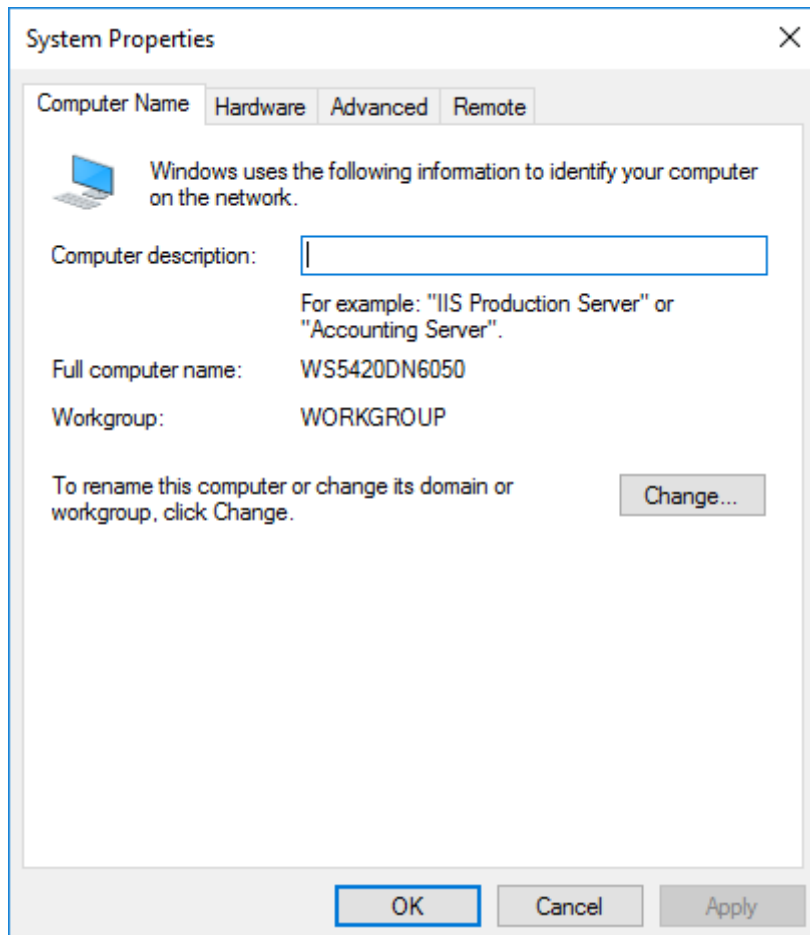 System Properties
Computer Name
Hardware
Advanced
Remote
Windows uses the following information to identify your computer
on the network.
Computer description:
For example: "IIS Production Server" or
"Accounting Server".
Full computer name:
WS5420DN6050
Workgroup:
WORKGROUP
To rename this computer or change its domain or
workgroup, click Change.
Change...
OK
Cancel
Apply